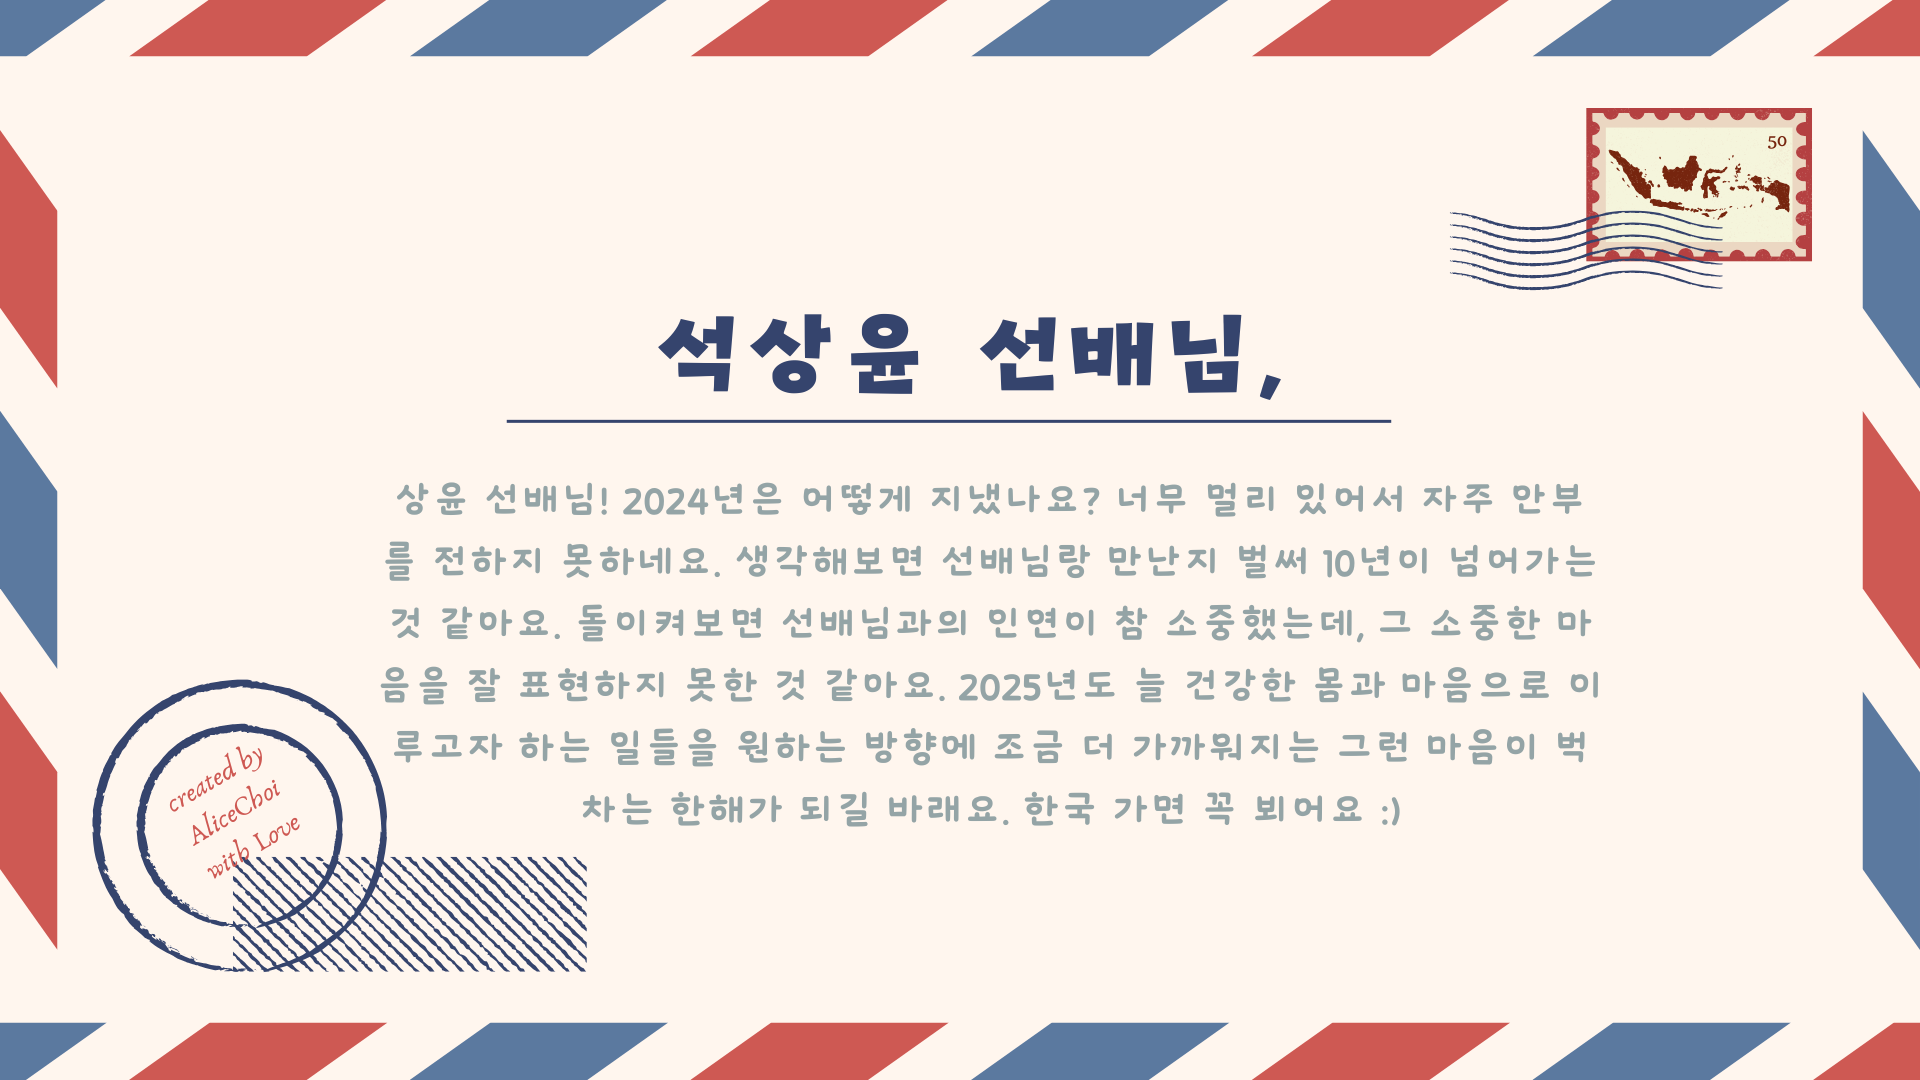 50
석상윤 선배님,
상윤 선배님! 2024년은 어떻게 지냈나요? 너무 멀리 있어서 자주 안부
를 전하지 못하네요. 생각해보면 선배님랑 만난지 벌써 10년이 넘어가는
것 같아요. 돌이켜보면 선배님과의 인연이 참 소중했는데, 그 소중한 마
음을 잘 표현하지 못한 것 같아요. 2025년도 늘 건강한 몸과 마음으로 이
루고자 하는 일들을 원하는 방향에 조금 더 가까워지는 그런 마음이 벅
차는 한해가 되길 바래요. 한국 가면 꼭 뵈어요 :)
created by
AliceChoi
with Love